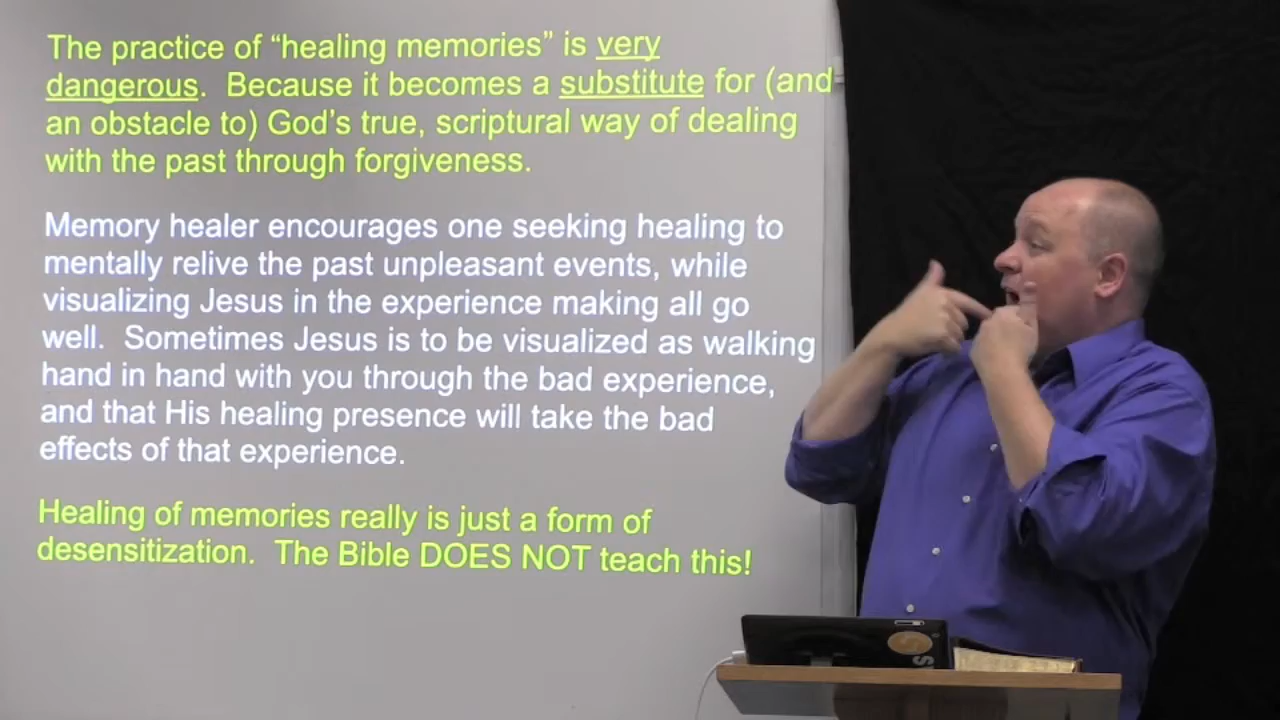 The practice of “healing memories” is very
dangerous.  Because it becomes a substitute for (and
an obstacle to) God’s true, scriptural way of dealing
with the past through forgiveness.
Memory healer encourages one seeking healing to
mentally relive the past unpleasant events, while
visualizing Jesus in the experience making all go
well.  Sometimes Jesus is to be visualized as walking
hand in hand with you through the bad experience,
and that His healing presence will take the bad
effects of that experience.
Healing of memories really is just a form of
desensitization.  The Bible DOES NOT teach this!